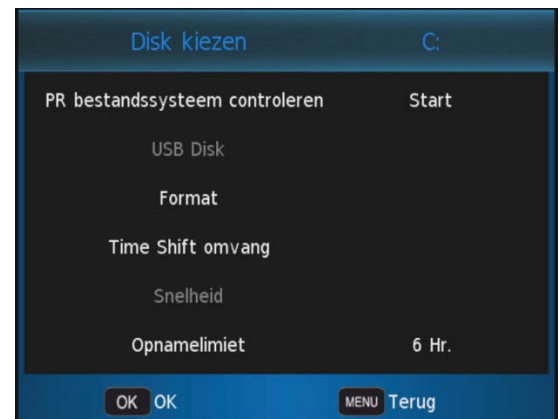 Disk kiezen C:
PR bestandssysteem controleren Start
USB Disk
Format
Time Shift omvang
Snelheid
Opnamelimiet 6 Hr.
OK OK MENU Terug